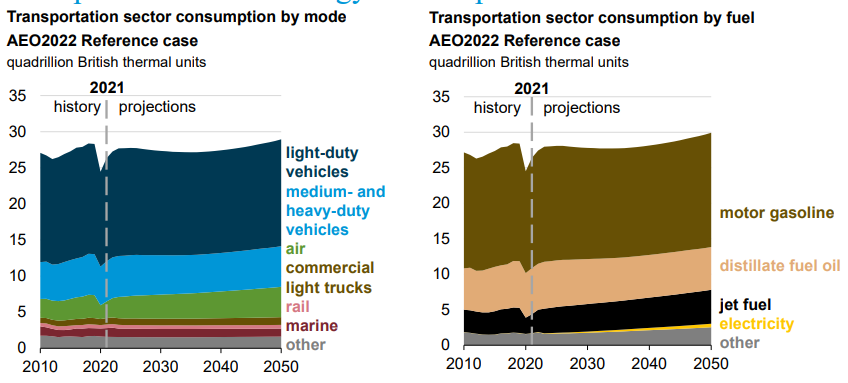 Transportation sector consumption by mode
AEO2022 Reference case
quadrillion British thermal units
2021
history projections
35
30
25
20
15
10
5
0
2010 2020 2030 2040 2050
light-duty
vehicles
medium- and
heavy-duty
vehicles
air
commercial
light trucks
rail
marine
other
Transportation sector consumption by fuel
AEO2022 Reference case
quadrillion British thermal units
2021
history projections
35
30
25
20
15
10
5
0
2010 2020 2030 2040 2050
motor gasoline
distillate fuel oil
jet fuel
electricity
other